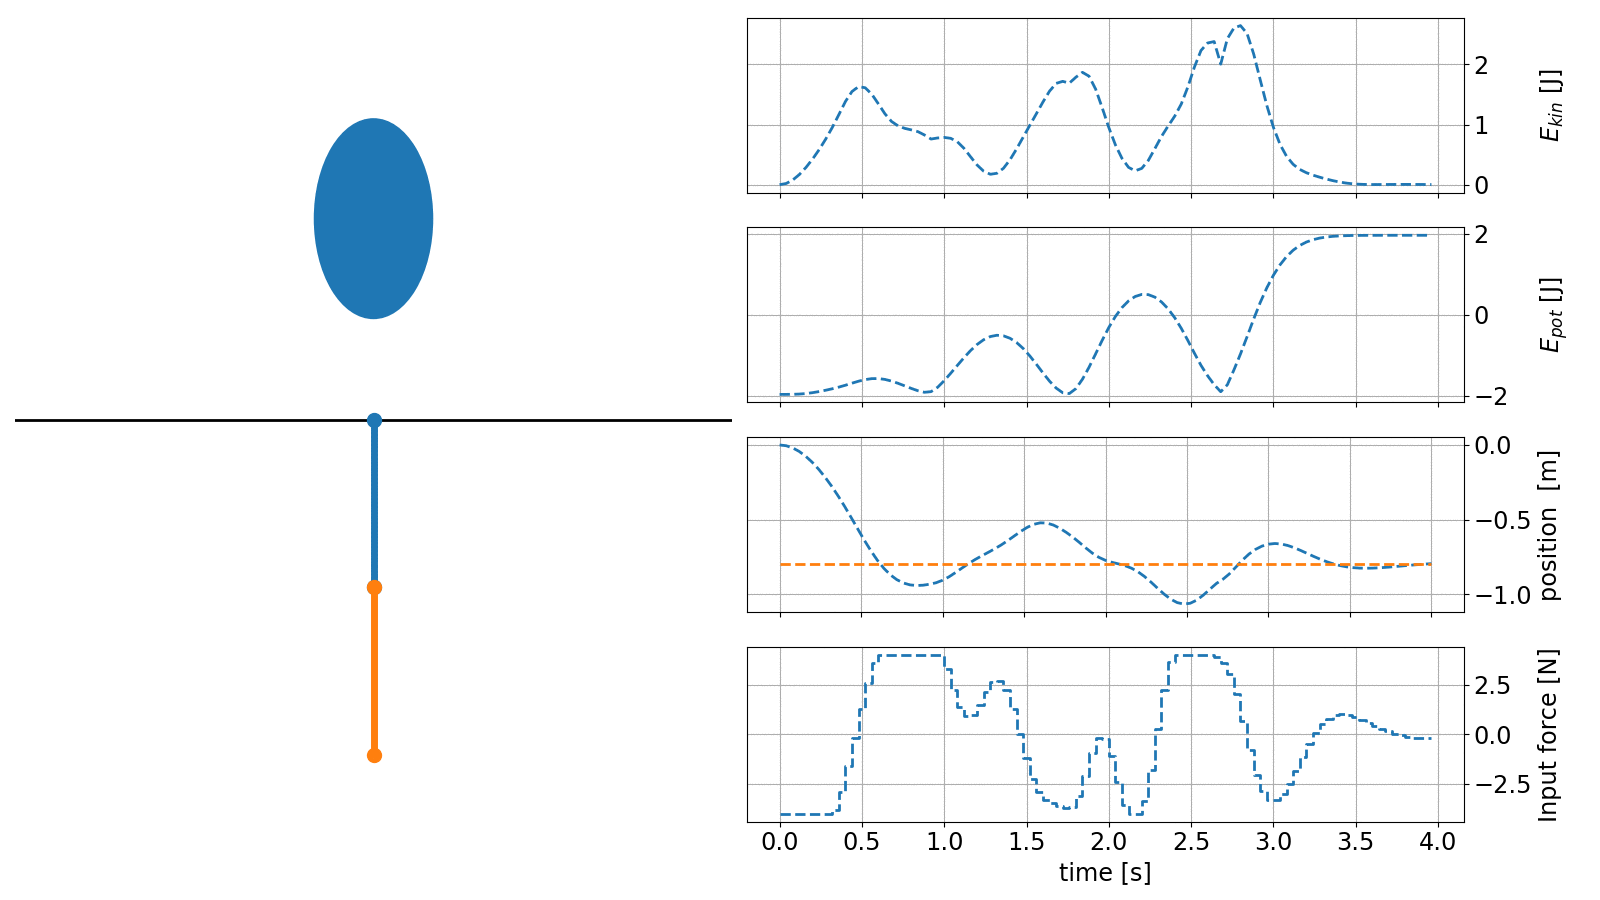 2
1
0
E_kin [J]
2
0
−2
E_pot [J]
0.0
−0.5
−1.0
position [m]
2.5
0.0
−2.5
Input force [N]
0.0 0.5 1.0 1.5 2.0 2.5 3.0 3.5 4.0
time [s]